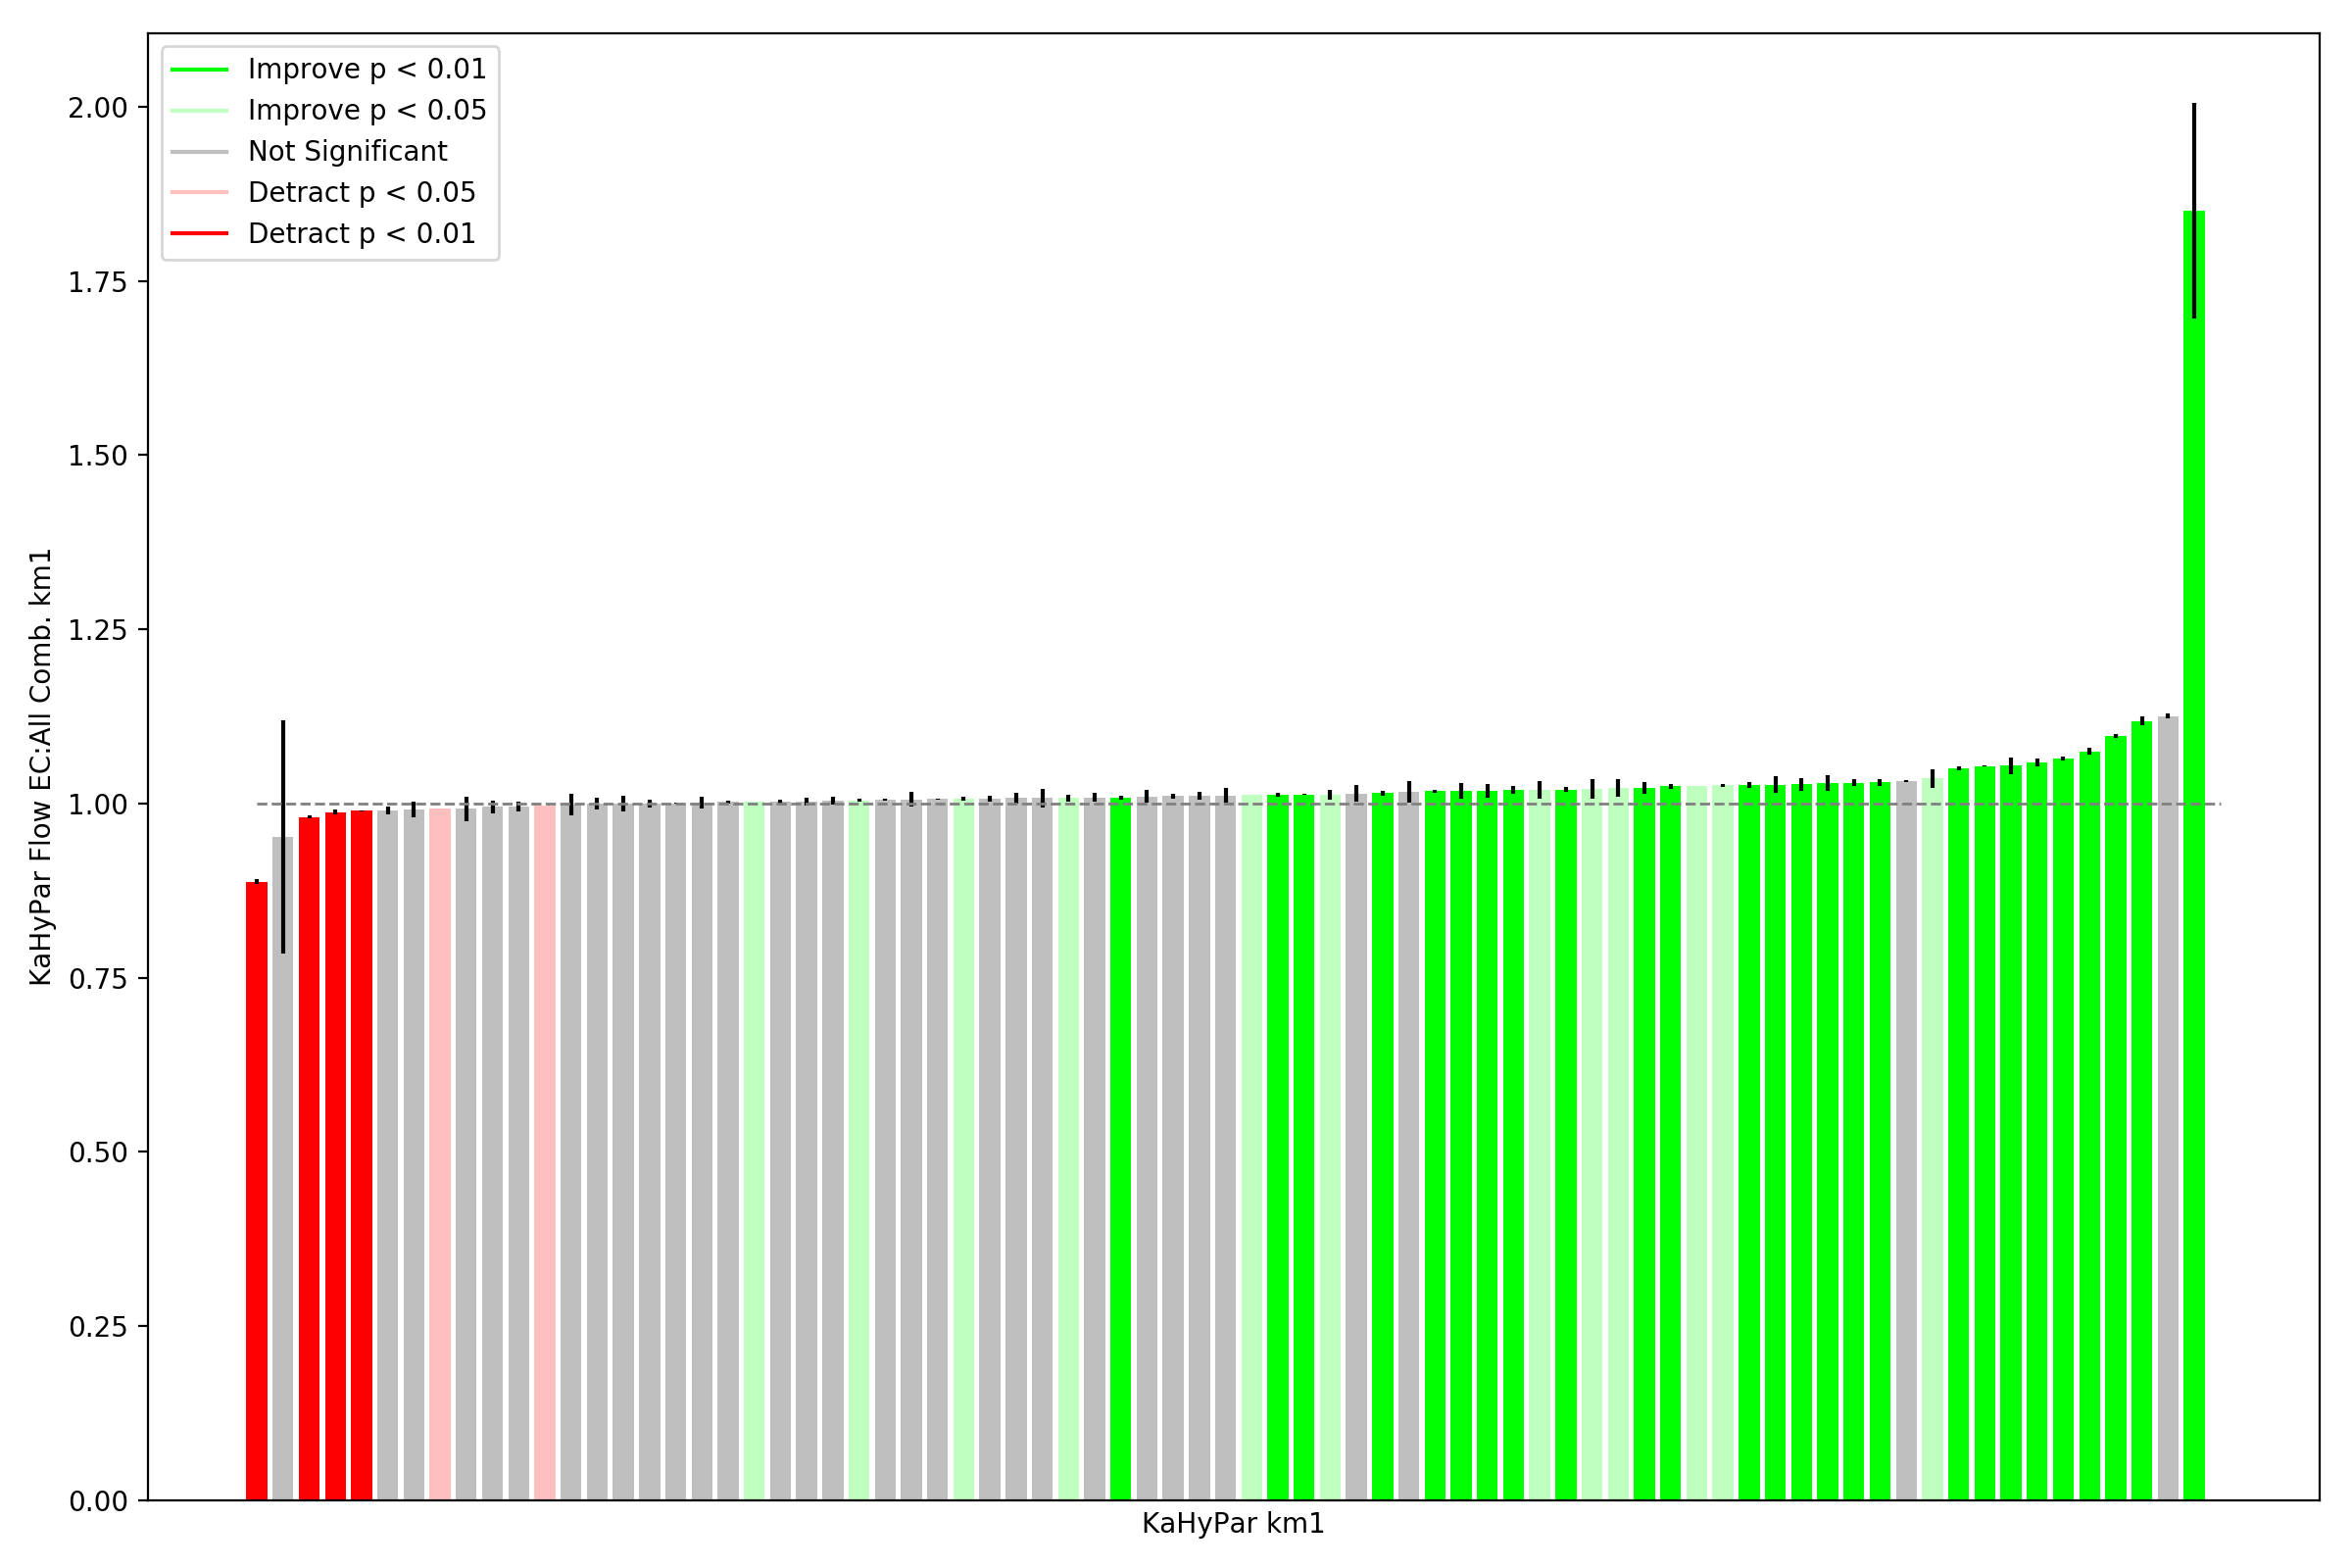 Improve p < 0.01
Improve p < 0.05
Not Significant
Detract p < 0.05
Detract p < 0.01
KaHyPar Flow EC:All Comb. km1
2.00
1.75
1.50
1.25
1.00
0.75
0.50
0.25
0.00
KaHyPar km1